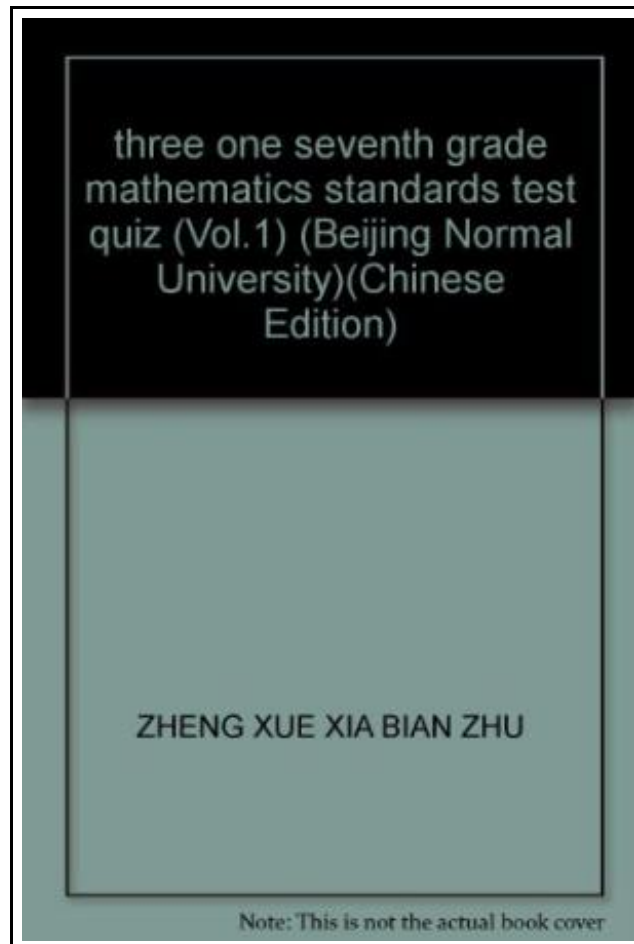 three one seventh grade
mathematics standards test
quiz (Vol.1) (Beijing Normal
University)(Chinese
Edition)
ZHENG XUE XIA BIAN ZHU
Note: This is not the actual book cover